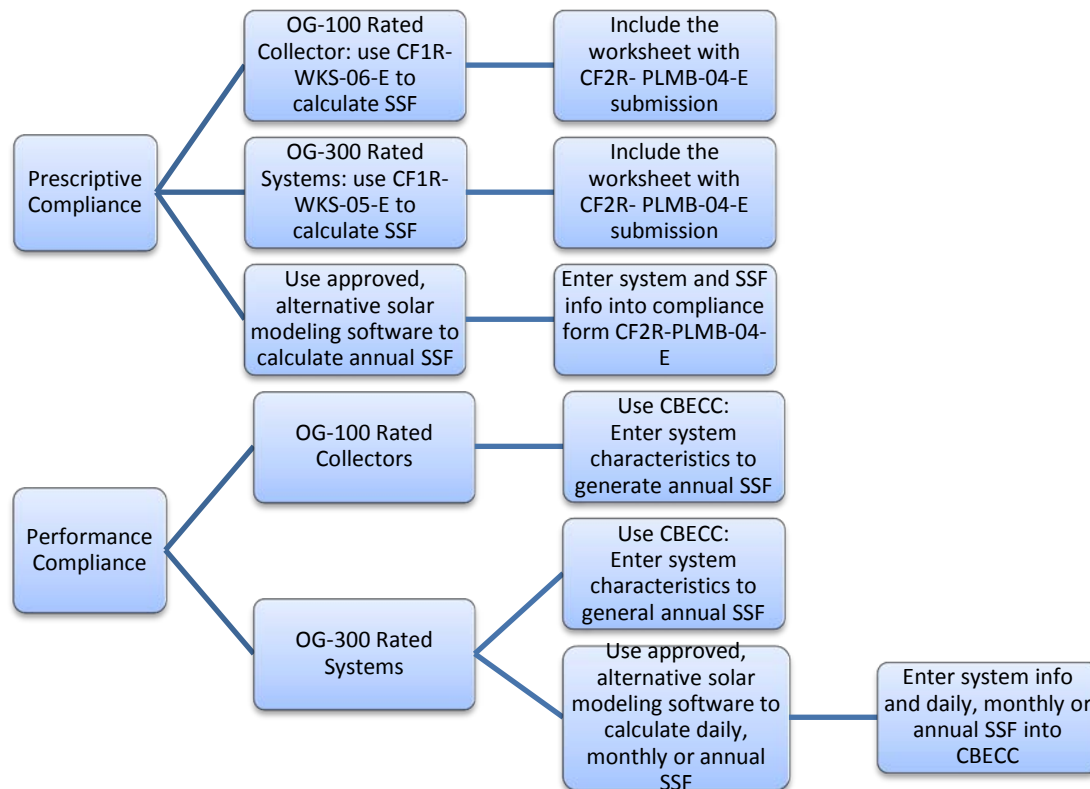 Prescriptive
Compliance
OG-100 Rated
Collector: use CF1R-
WKS-06-E to
calculate SSF
Include the
worksheet with
CF2R- PLMB-04-E
submission
OG-300 Rated
Systems: use CF1R-
WKS-05-E to
calculate SSF
Include the
worksheet with
CF2R- PLMB-04-E
submission
Use approved,
alternative solar
modeling software to
calculate annual SSF
Enter system and SSF
info into compliance
form CF2R-PLMB-04-
E
Performance
Compliance
OG-100 Rated
Collectors
Use CBECC:
Enter system
characteristics to
generate annual SSF
OG-300 Rated
Systems
Use CBECC:
Enter system
characteristics to
general annual SSF
Use approved,
alternative solar
modeling software to
calculate daily,
monthly or annual
SSF
Enter system info
and daily, monthly or
annual SSF into
CBECC